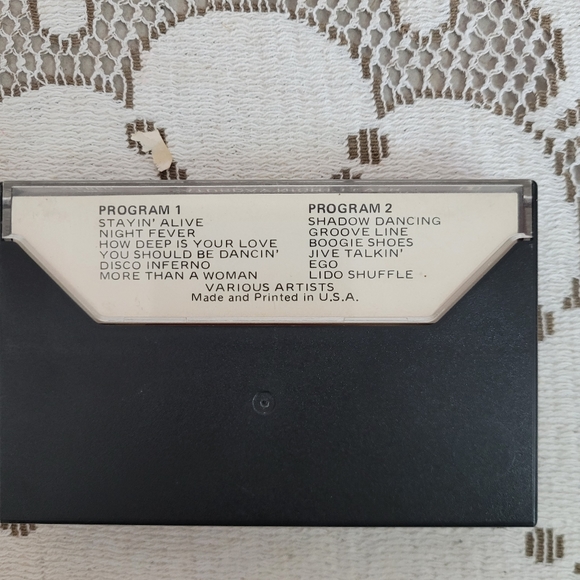 PROGRAM 1
STAYIN' ALIVE
NIGHT FEVER
HOW DEEP IS YOUR LOVE
YOU SHOULD BE DANCIN'
DISCO INFERNO
MORE THAN A WOMAN
PROGRAM 2
SHADOW DANCING
GROOVE LINE
BOOGIE SHOES
JIVE TALKIN'
EGO
LIDO SHUFFLE
VARIOUS ARTISTS
Made and Printed in U.S.A.